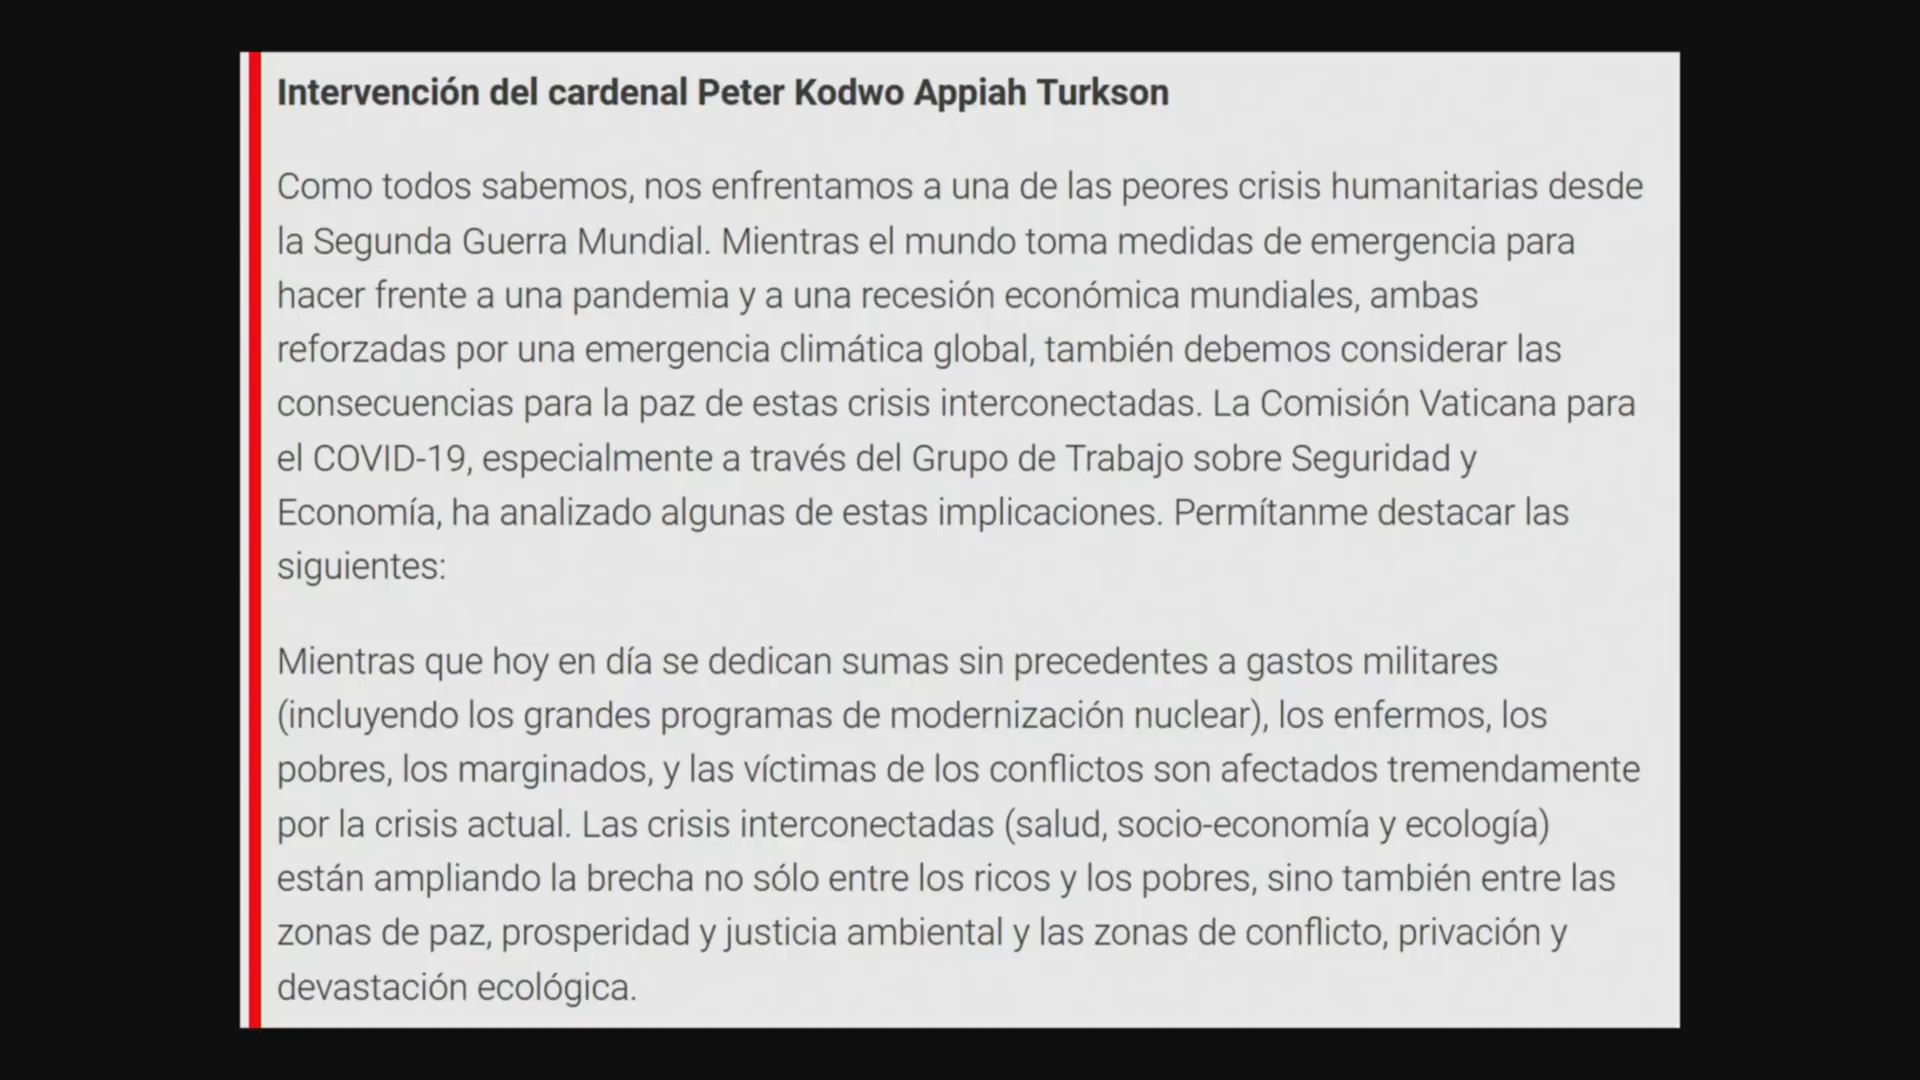 Intervención del cardenal Peter Kodwo Appiah Turkson
Como todos sabemos, nos enfrentamos a una de las peores crisis humanitarias desde
la Segunda Guerra Mundial. Mientras el mundo toma medidas de emergencia para
hacer frente a una pandemia y a una recesión económica mundiales, ambas
reforzadas por una emergencia climática global, también debemos considerar las
consecuencias para la paz de estas crisis interconectadas. La Comisión Vaticana para
el COVID-19, especialmente a través del Grupo de Trabajo sobre Seguridad y
Economía, ha analizado algunas de estas implicaciones. Permítanme destacar las
siguientes:
Mientras que hoy en día se dedican sumas sin precedentes a gastos militares
(incluyendo los grandes programas de modernización nuclear), los enfermos, los
pobres, los marginados, y las víctimas de los conflictos son afectados tremendamente
por la crisis actual. Las crisis interconectadas (salud, socio-economía y ecología)
están ampliando la brecha no sólo entre los ricos y los pobres, sino también entre las
zonas de paz, prosperidad y justicia ambiental y las zonas de conflicto, privación y
devastación ecológica.